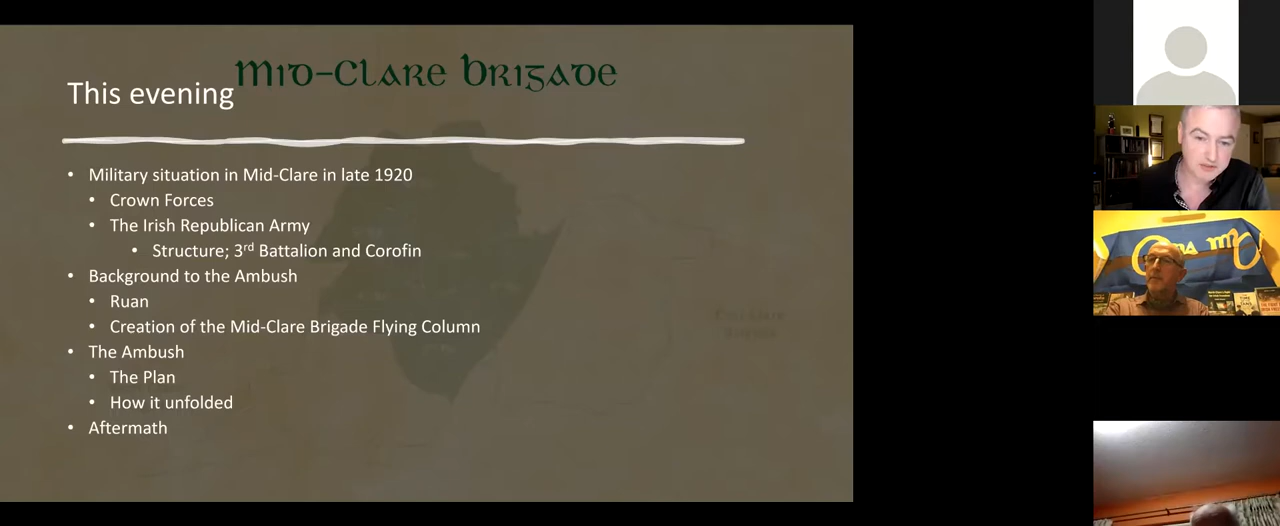 Mid-Clare Brigade
This evening
• Military situation in Mid-Clare in late 1920
• Crown Forces
• The Irish Republican Army
• Structure; 3rd Battalion and Corofin
• Background to the Ambush
• Ruan
• Creation of the Mid-Clare Brigade Flying Column
• The Ambush
• The Plan
• How it unfolded
• Aftermath